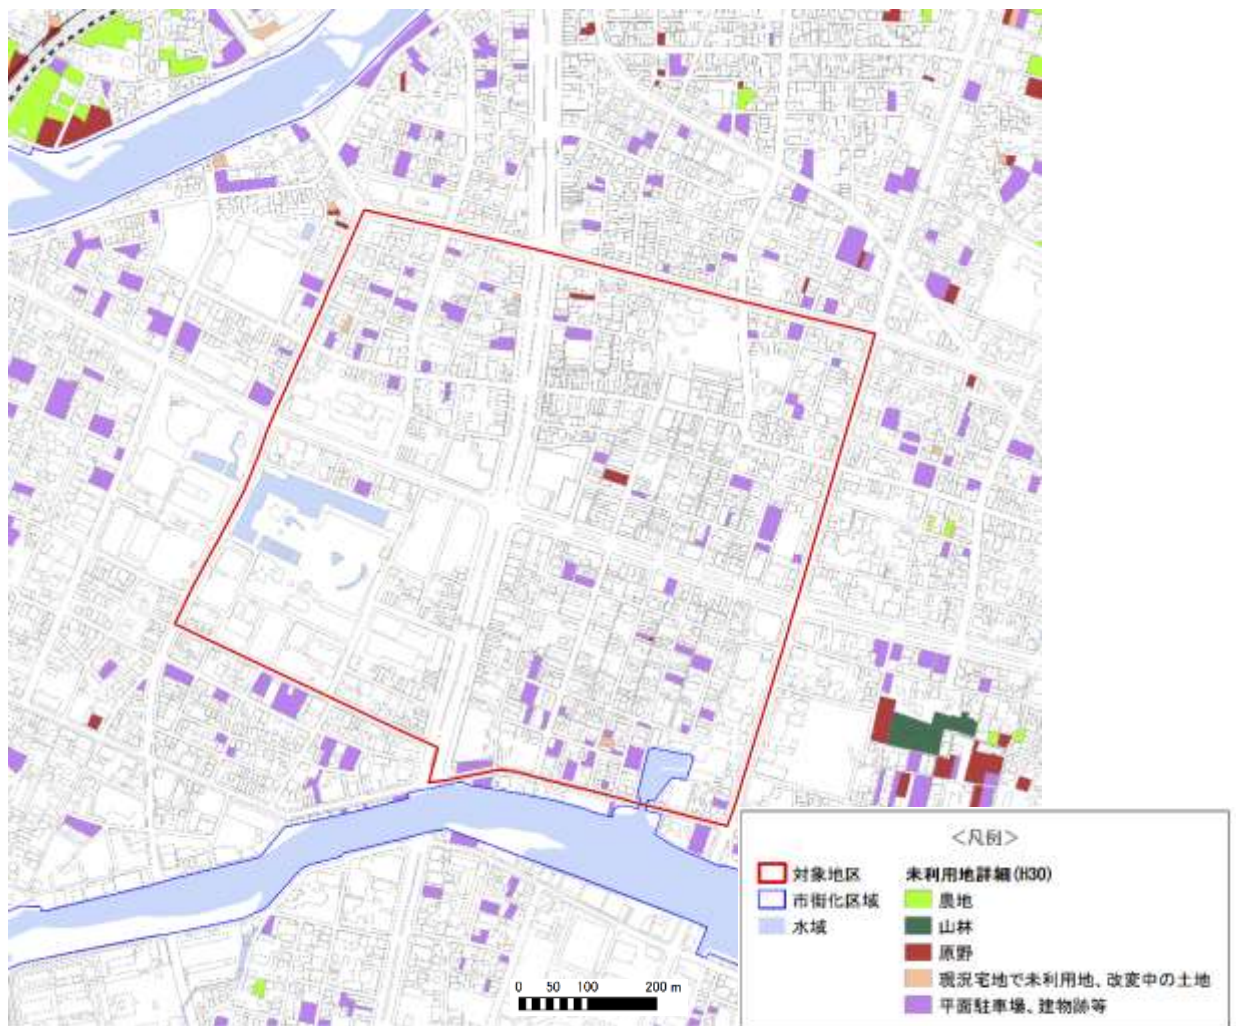 0 50 100 200 m
<凡例>
対象地区
市街化区域
水域
未利用地詳細(H30)
農地
山林
原野
現況宅地で未利用地、改変中の土地
平面駐車場、建物跡等